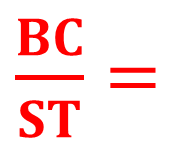 BC
ST =